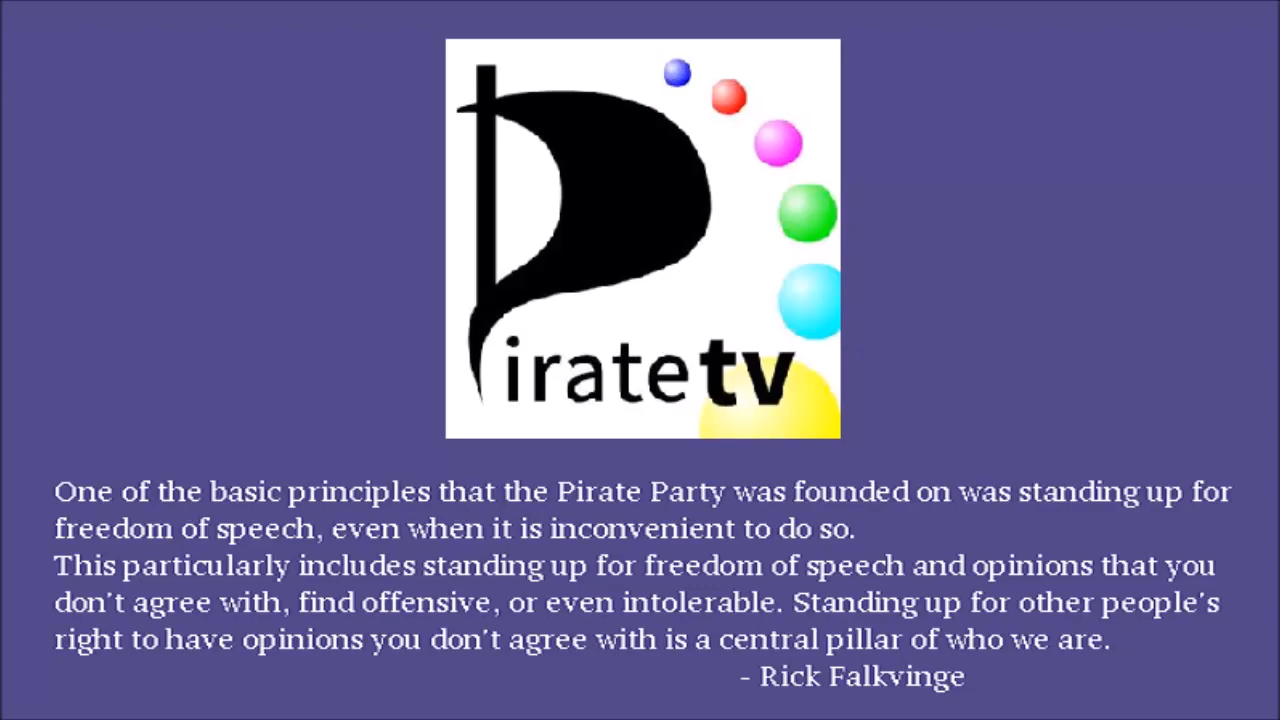 Piratetv
One of the basic principles that the Pirate Party was founded on was standing up for
freedom of speech, even when it is inconvenient to do so.
This particularly includes standing up for freedom of speech and opinions that you
don't agree with, find offensive, or even intolerable. Standing up for other people's
right to have opinions you don't agree with is a central pillar of who we are.
- Rick Falkvinge